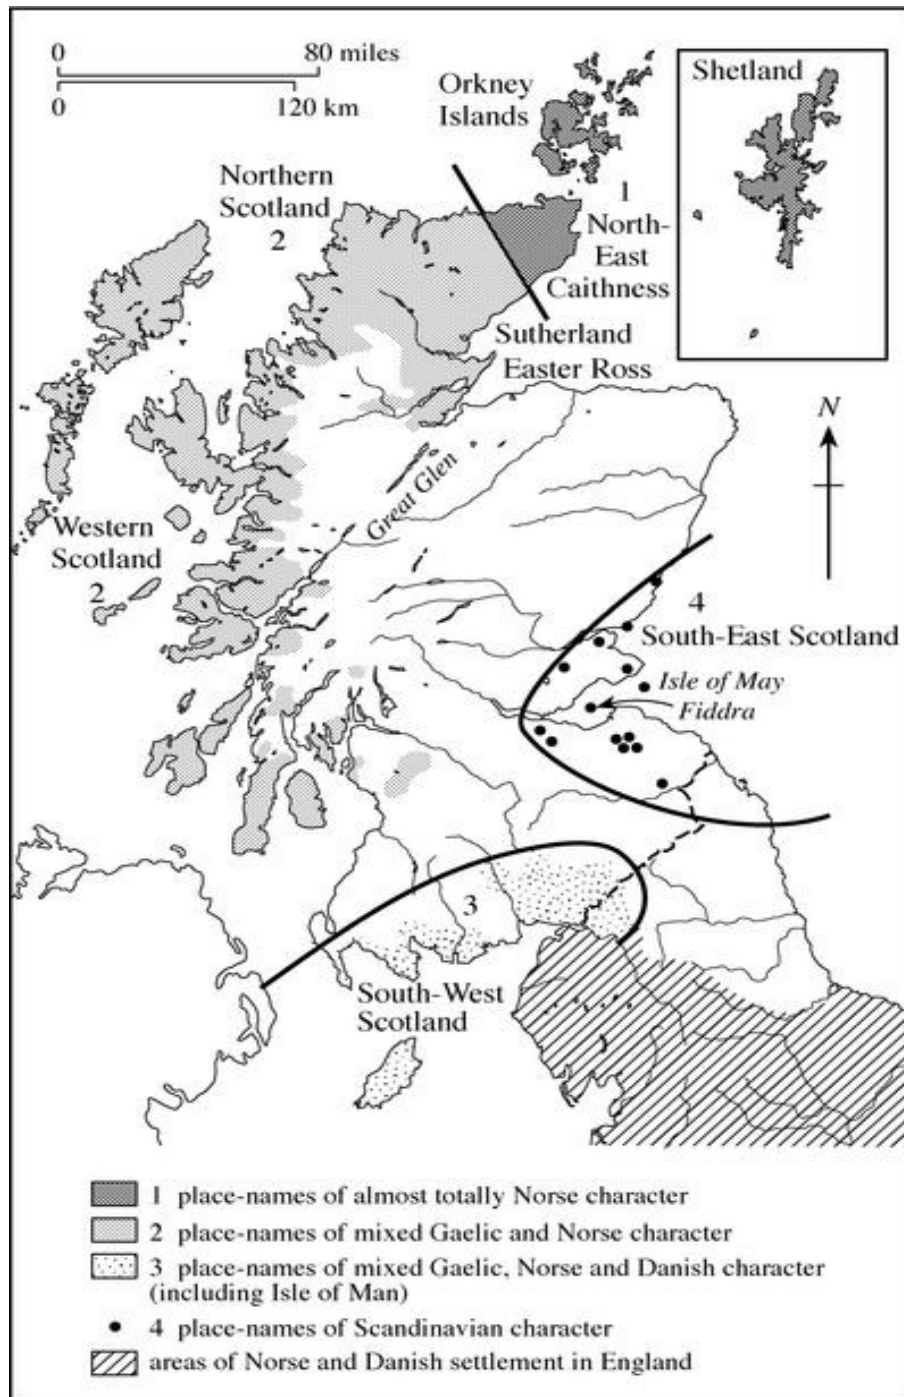 0 80 miles
0 120 km
Orkney
Islands
Shetland
Northern
Scotland
2
1
North-
East
Caithness
Sutherland
Easter Ross
N
Great Glen
Western
Scotland
2
4
South-East Scotland
Isle of May
Fiddra
3
South-West
Scotland
1 place-names of almost totally Norse character
2 place-names of mixed Gaelic and Norse character
3 place-names of mixed Gaelic, Norse and Danish character
(including Isle of Man)
4 place-names of Scandinavian character
areas of Norse and Danish settlement in England